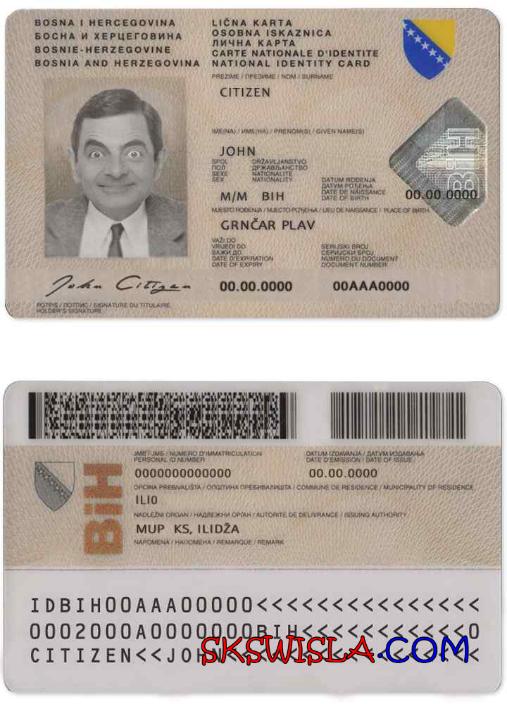 BOSNA I HERCEGOVINA
БОСНА И ХЕРЦЕГОВИНА
BOSNIE-HERZEGOVINE
BOSNIA AND HERZEGOVINA
LIČNA KARTA
OSOBNA ISKAZNICA
ЛИЧНА КАРТА
CARTE NATIONALE D'IDENTITE
NATIONAL IDENTITY CARD
PREZIME / ПРЕЗИМЕ / NOM / SURNAME
CITIZEN
IME(NA) / ИМЕ(НА) / PRENOM(S) / GIVEN NAME(S)
JOHN
SPOL DRŽAVLJANSTVO
ПОЛ ДРЖАВЉАНСТВО
SEXE NATIONALITE
SEX NATIONALITY
DATUM ROĐENJA
ДАТУМ РОЂЕЊА
DATE DE NAISSANCE
DATE OF BIRTH
M/M BIH
00.00.0000
BIH
MJESTO ROĐENJA / МЈЕСТО РОЂЕЊА / LIEU DE NAISSANCE / PLACE OF BIRTH
GRNČAR PLAV
VAŽI DO
VRIJEDI DO
ВАЖИ ДО
DATE D'EXPIRATION
DATE OF EXPIRY
SERIJSKI BROJ
СЕРИЈСКИ БРОЈ
NUMERO DU DOCUMENT
DOCUMENT NUMBER
00.00.0000
00AAA0000
John Citizen
POTPIS / ПОТПИС / SIGNATURE DU TITULAIRE
HOLDER'S SIGNATURE
BiH
JMB / NUMERO D'IMMATRICULATION
PERSONAL ID NUMBER
0000000000000
DATUM IZDAVANJA / ДАТУМ ИЗДАВАЊА
DATE D'EMISSION / DATE OF ISSUE
00.00.0000
OPĆINA PREBIVALIŠTA / ОПШТИНА ПРЕБИВАЛИШТА / COMMUNE DE RESIDENCE / MUNICIPALITY OF RESIDENCE
ILI0
NADLEŽNI ORGAN / НАДЛЕЖНИ ОРГАН / AUTORITE DE DELIVRANCE / ISSUING AUTHORITY
MUP KS, ILIDŽA
NAPOMENA / НАПОМЕНА / REMARQUE / REMARK
IDBIH00AAA00000<<<<<<<<<<<<<<<
0002000A0000000BIH<<<<<<<<<<<0
CITIZEN<<JOHN<<<<<<<<<<<<<<<<<
SKSWISLA.COM